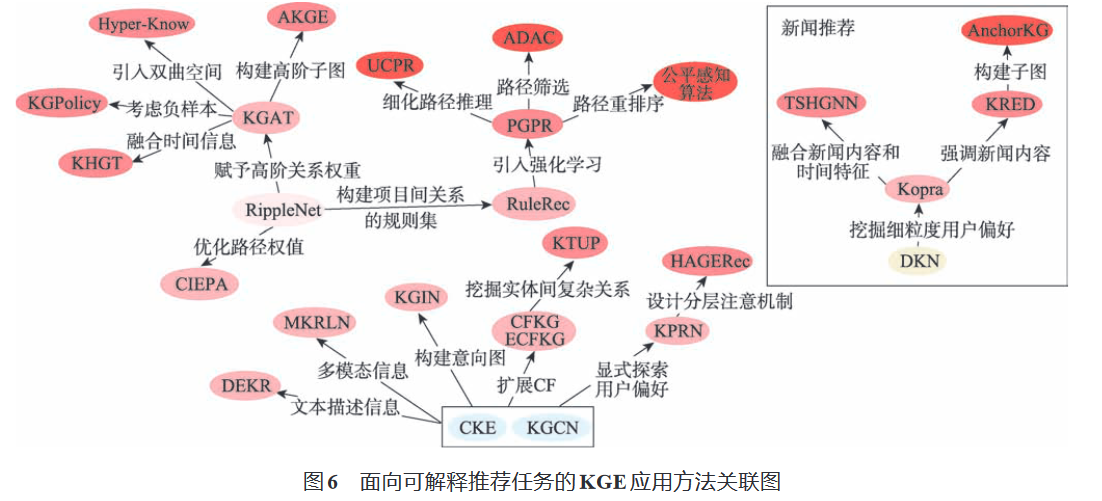 Hyper-Know
AKGE
引入双曲空间
构建高阶子图
KGPolicy
考虑负样本
KGAT
融合时间信息
KHGT
赋予高阶关系权重
ADAC
UCPR
路径筛选
公平感知
算法
细化路径推理
路径重排序
PGPR
引入强化学习
RippleNet
构建项目间关系
的规则集
RuleRec
优化路径权值
CIEPA
KTUP
挖掘实体间复杂关系
HAGERec
设计分层注意机制
KGIN
MKRLN
CFKG
ECFKG
KPRN
构建意向图
多模态信息
扩展CF
显式探索
用户偏好
DEKR
文本描述信息
CKE
KGCN
新闻推荐
AnchorKG
构建子图
TSHGNN
KRED
融合新闻内容和
时间特征
强调新闻内容
Kopra
挖掘细粒度用户偏好
DKN
图6 面向可解释推荐任务的KGE应用方法关联图